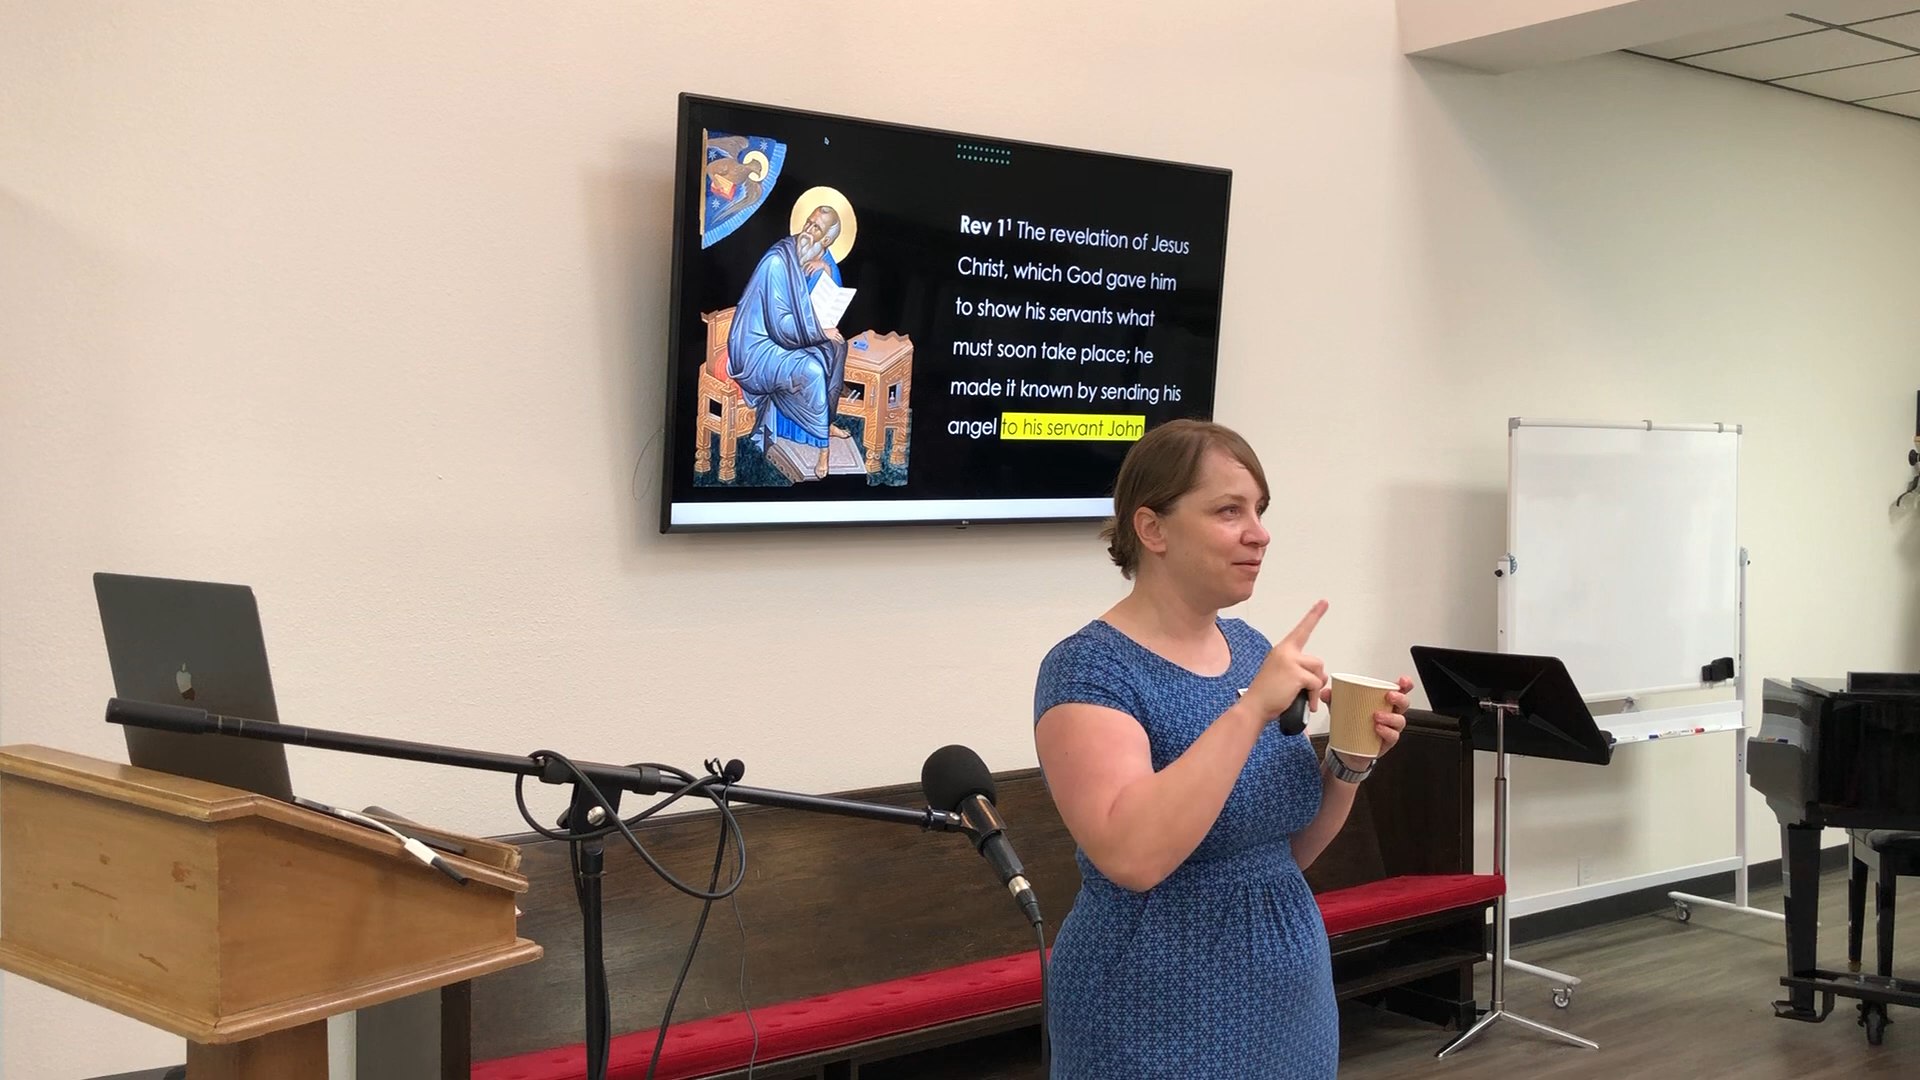 Rev 1¹ The revelation of Jesus
Christ, which God gave him
to show his servants what
must soon take place; he
made it known by sending his
angel to his servant John